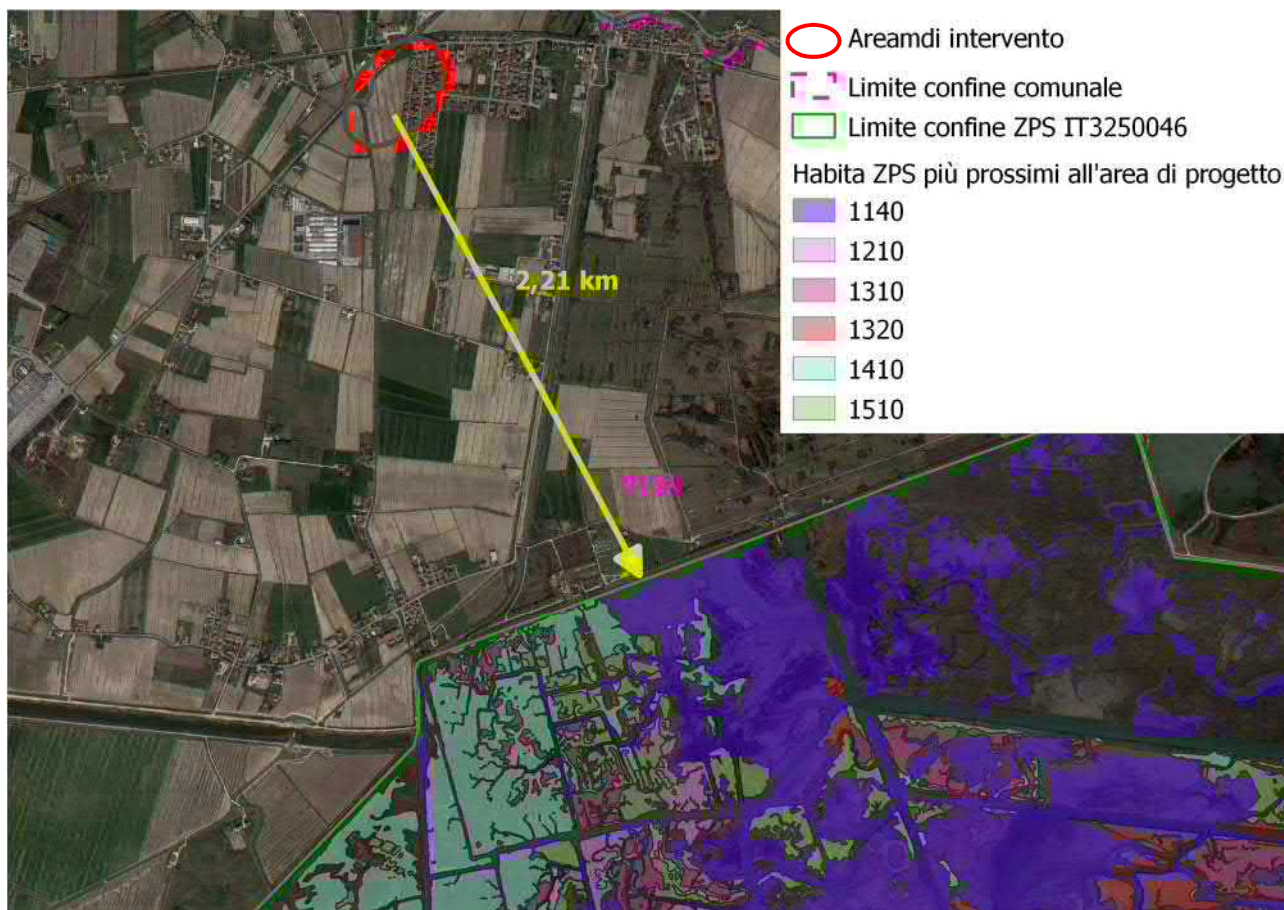 Areamdi intervento
Limite confine comunale
Limite confine ZPS IT3250046
Habita ZPS più prossimi all'area di progetto
1140
1210
1310
1320
1410
1510
2,21 km